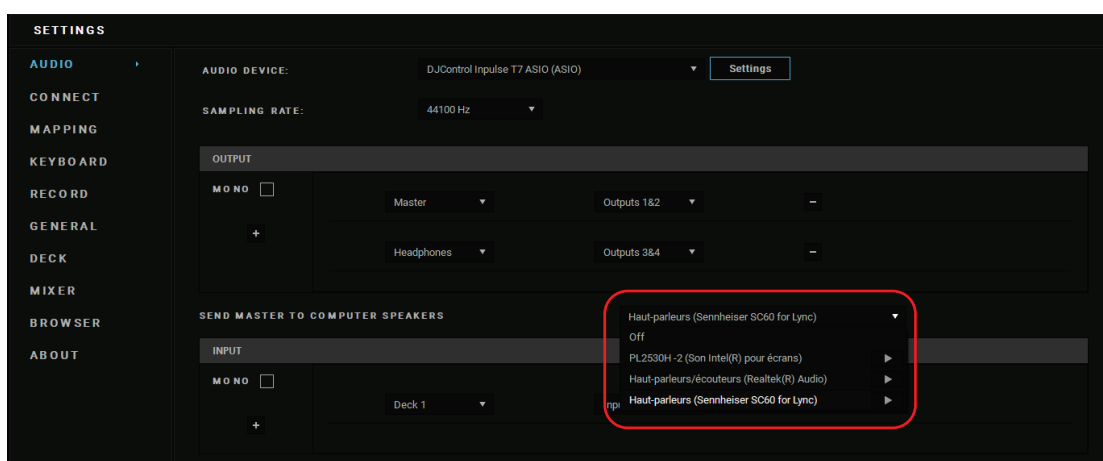 SETTINGS
AUDIO
CONNECT
MAPPING
KEYBOARD
RECORD
GENERAL
DECK
MIXER
BROWSER
ABOUT
AUDIO DEVICE: DJControl Inpulse T7 ASIO (ASIO) Settings
SAMPLING RATE: 44100 Hz
OUTPUT
MONO
Master Outputs 1&2 −
+
Headphones Outputs 3&4 −
SEND MASTER TO COMPUTER SPEAKERS Haut-parleurs (Sennheiser SC60 for Lync)
Off
PL2530H -2 (Son Intel(R) pour écrans)
Haut-parleurs/écouteurs (Realtek(R) Audio)
Haut-parleurs (Sennheiser SC60 for Lync)
INPUT
MONO
Deck 1
+